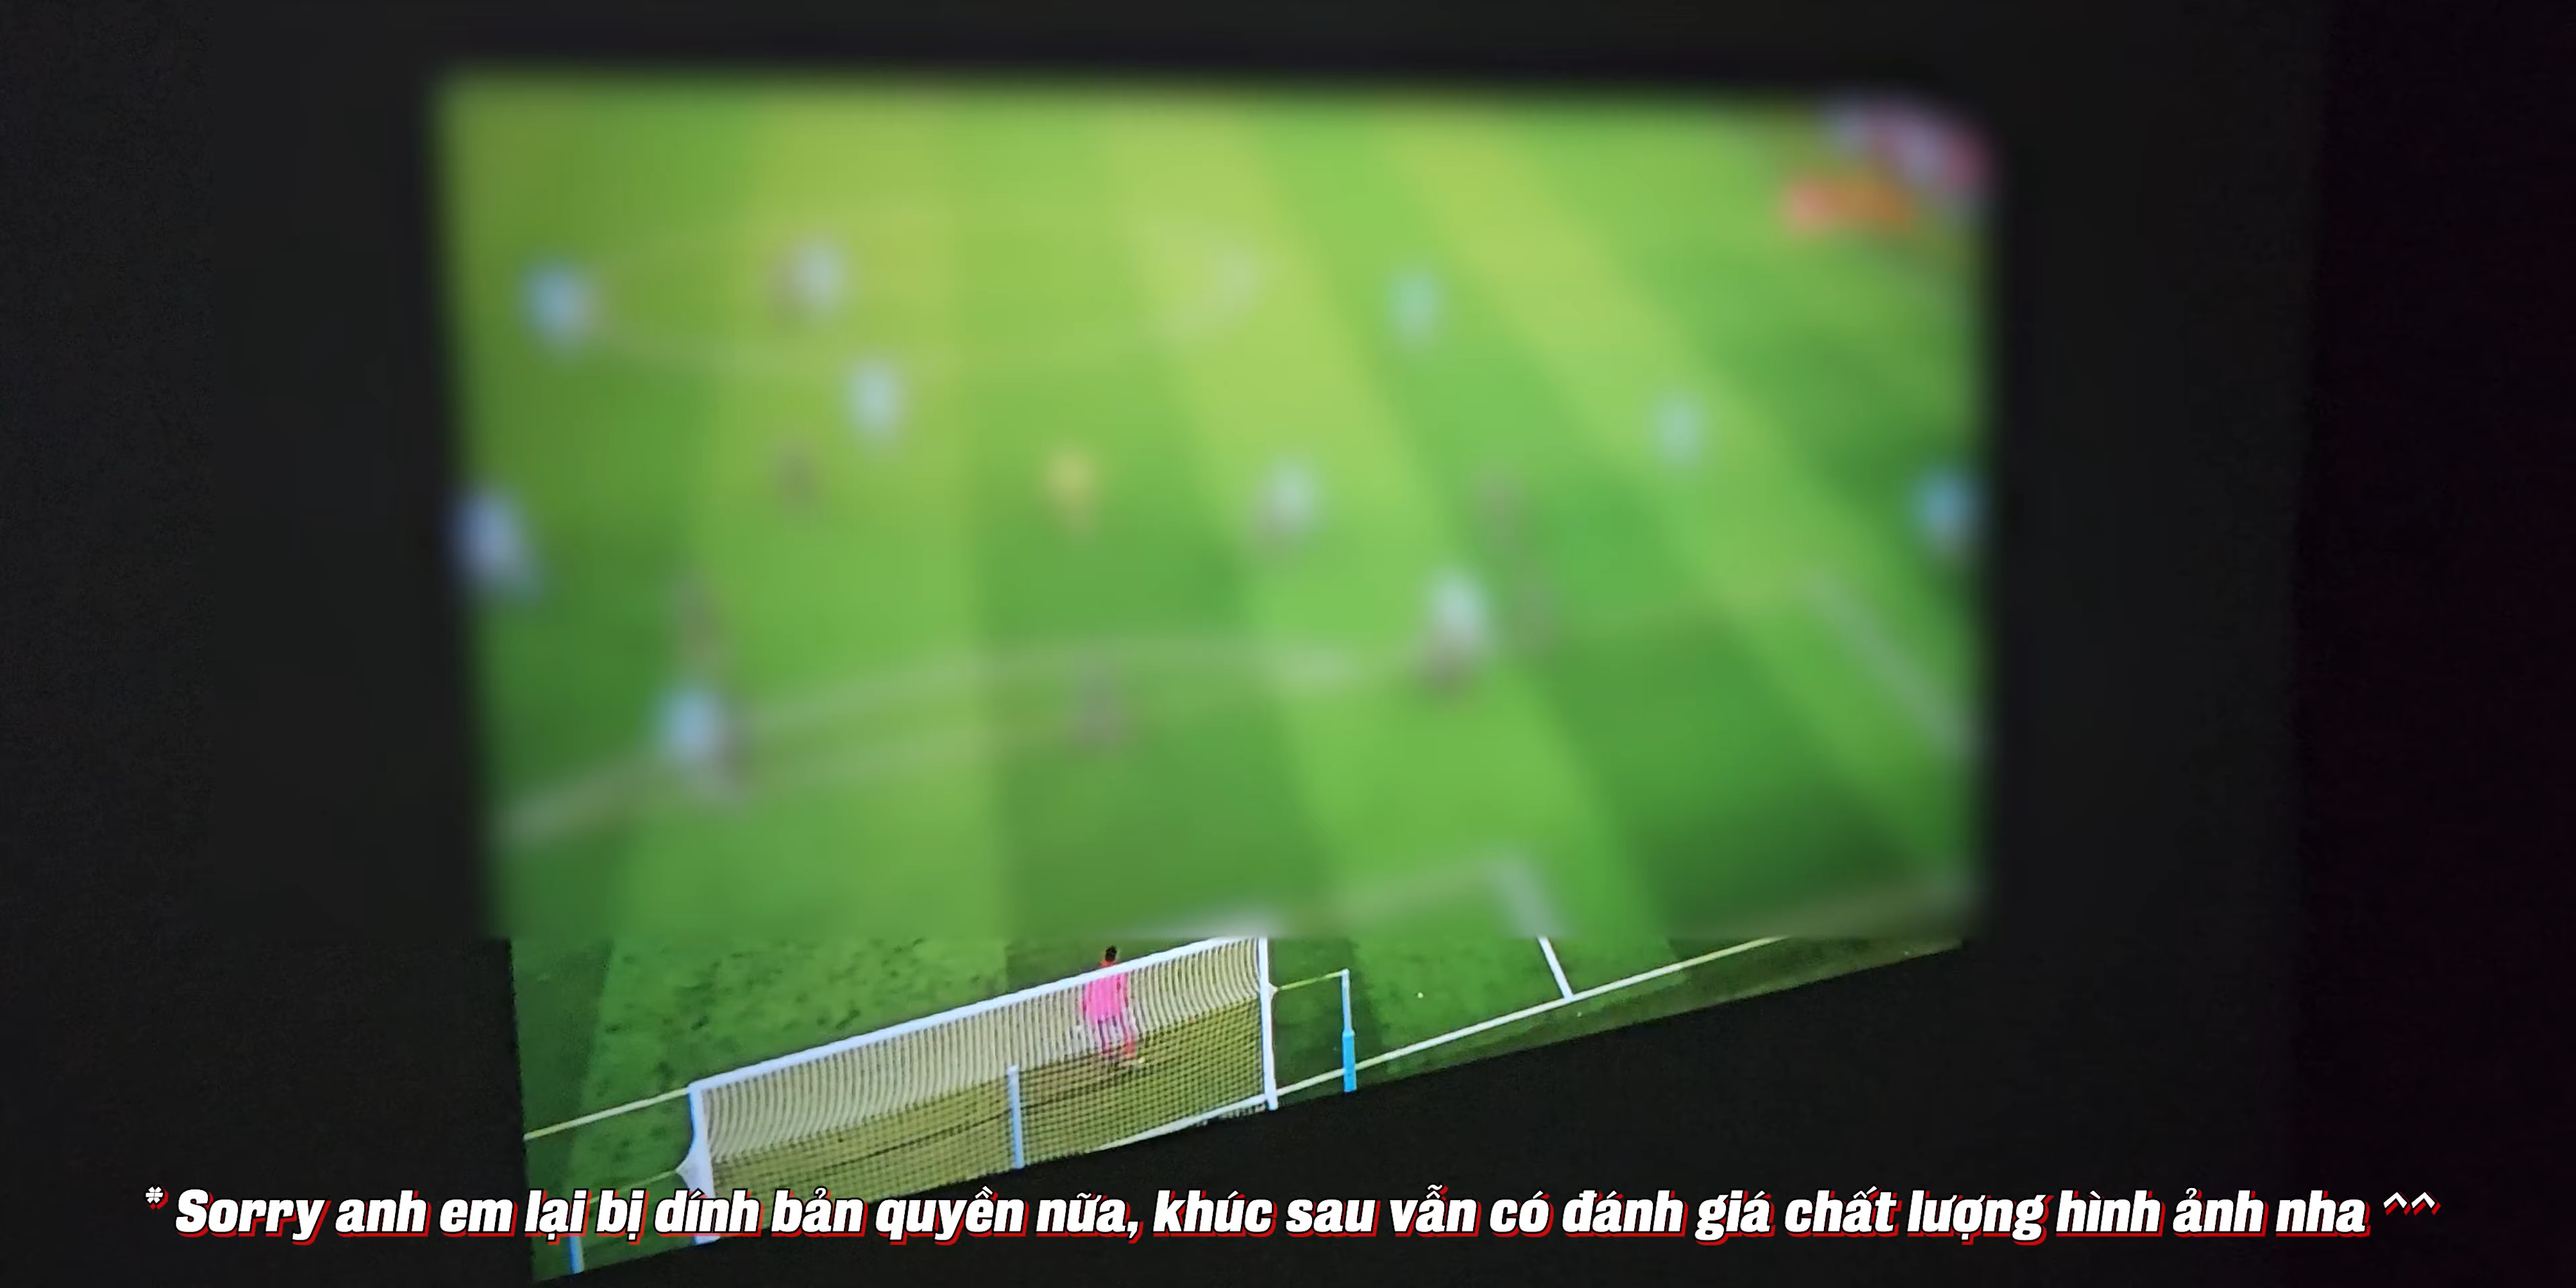 * Sorry anh em lại bị dính bản quyền nữa, khúc sau vẫn có đánh giá chất lượng hình ảnh nha ^^